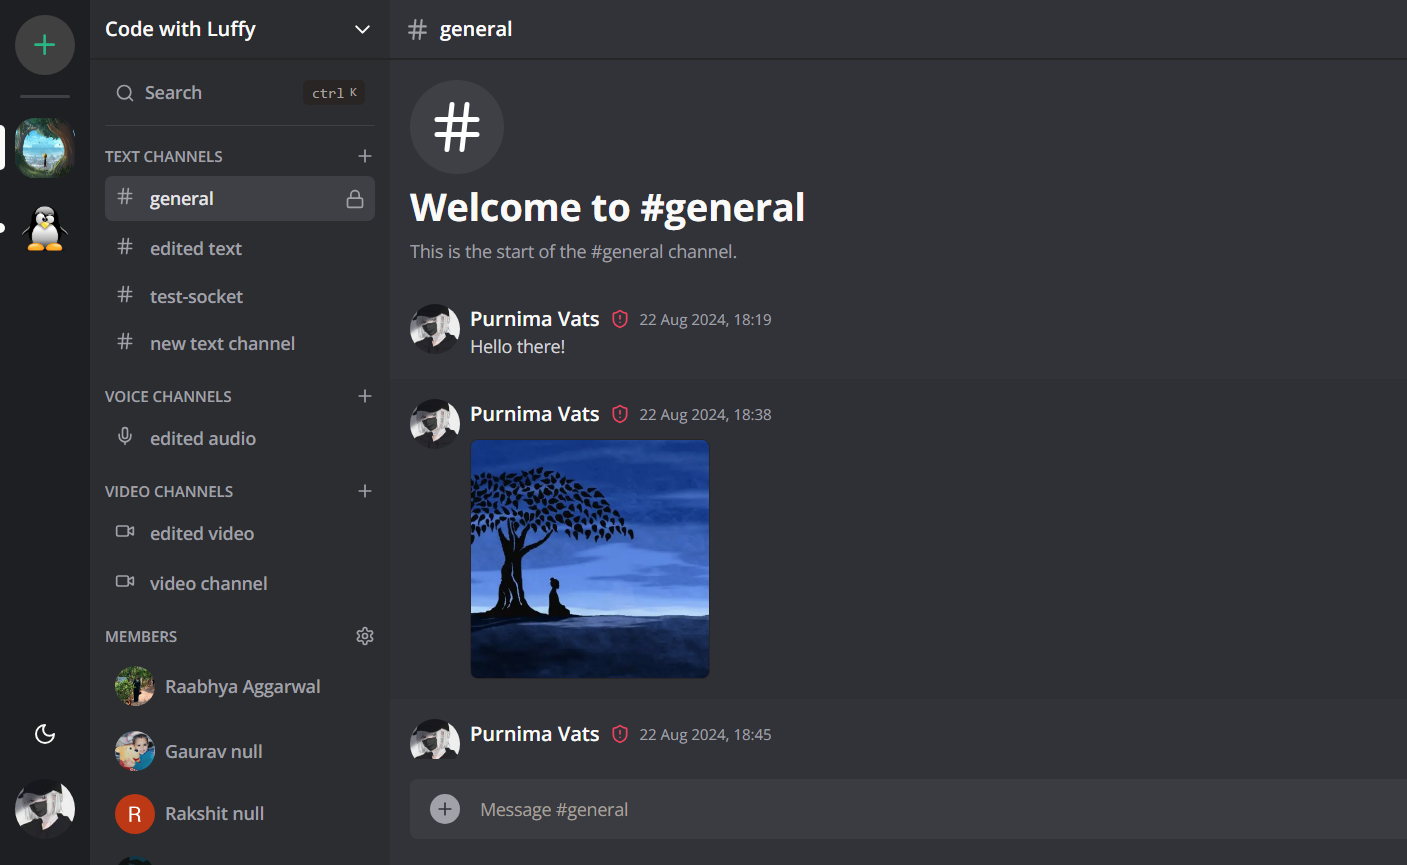 Code with Luffy
Search
ctrl K
TEXT CHANNELS
general
edited text
test-socket
new text channel
VOICE CHANNELS
edited audio
VIDEO CHANNELS
edited video
video channel
MEMBERS
Raabhya Aggarwal
Gaurav null
R
Rakshit null
# general
#
Welcome to #general
This is the start of the #general channel.
Purnima Vats 22 Aug 2024, 18:19
Hello there!
Purnima Vats 22 Aug 2024, 18:38
Purnima Vats 22 Aug 2024, 18:45
Message #general